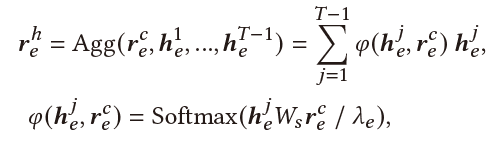 r_e^h = Agg(r_e^c, h_e^1, ..., h_e^{T-1}) = \sum_{j=1}^{T-1} φ(h_e^j, r_e^c) h_e^j,
φ(h_e^j, r_e^c) = Softmax(h_e^j W_s r_e^c / λ_e),